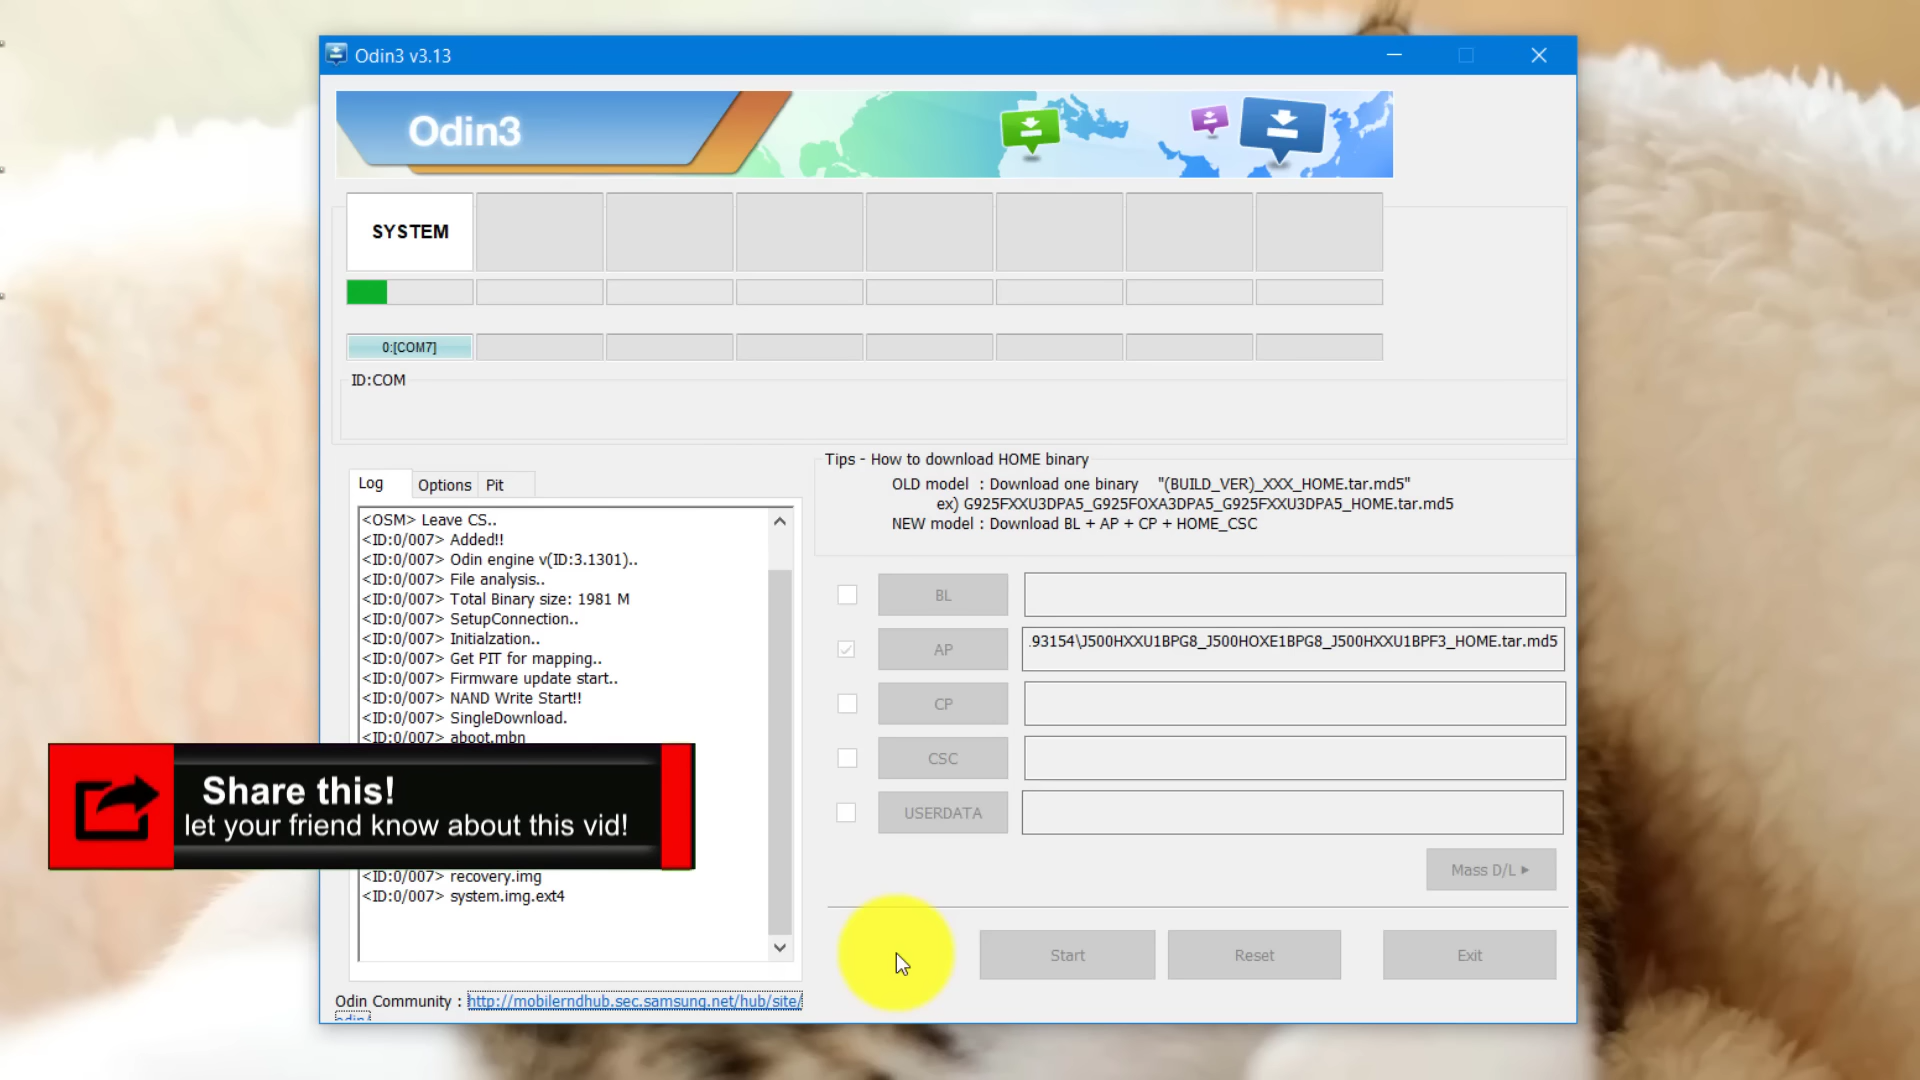 Odin3 v3.13
Odin3
SYSTEM
0:[COM7]
ID:COM
Log
Options
Pit
<OSM> Leave CS..
<ID:0/007> Added!!
<ID:0/007> Odin engine v(ID:3.1301)..
<ID:0/007> File analysis..
<ID:0/007> Total Binary size: 1981 M
<ID:0/007> SetupConnection..
<ID:0/007> Initialzation..
<ID:0/007> Get PIT for mapping..
<ID:0/007> Firmware update start..
<ID:0/007> NAND Write Start!!
<ID:0/007> SingleDownload.
<ID:0/007> aboot.mbn
Share this!
let your friend know about this vid!
<ID:0/007> recovery.img
<ID:0/007> system.img.ext4
Odin Community : http://mobilerndhub.sec.samsung.net/hub/site/
odin/
Tips - How to download HOME binary
OLD model : Download one binary "(BUILD_VER)_XXX_HOME.tar.md5"
ex) G925FXXU3DPA5_G925FOXA3DPA5_G925FXXU3DPA5_HOME.tar.md5
NEW model : Download BL + AP + CP + HOME_CSC
BL
AP .93154\J500HXXU1BPG8_J500HOXE1BPG8_J500HXXU1BPF3_HOME.tar.md5
CP
CSC
USERDATA
Mass D/L
Start
Reset
Exit